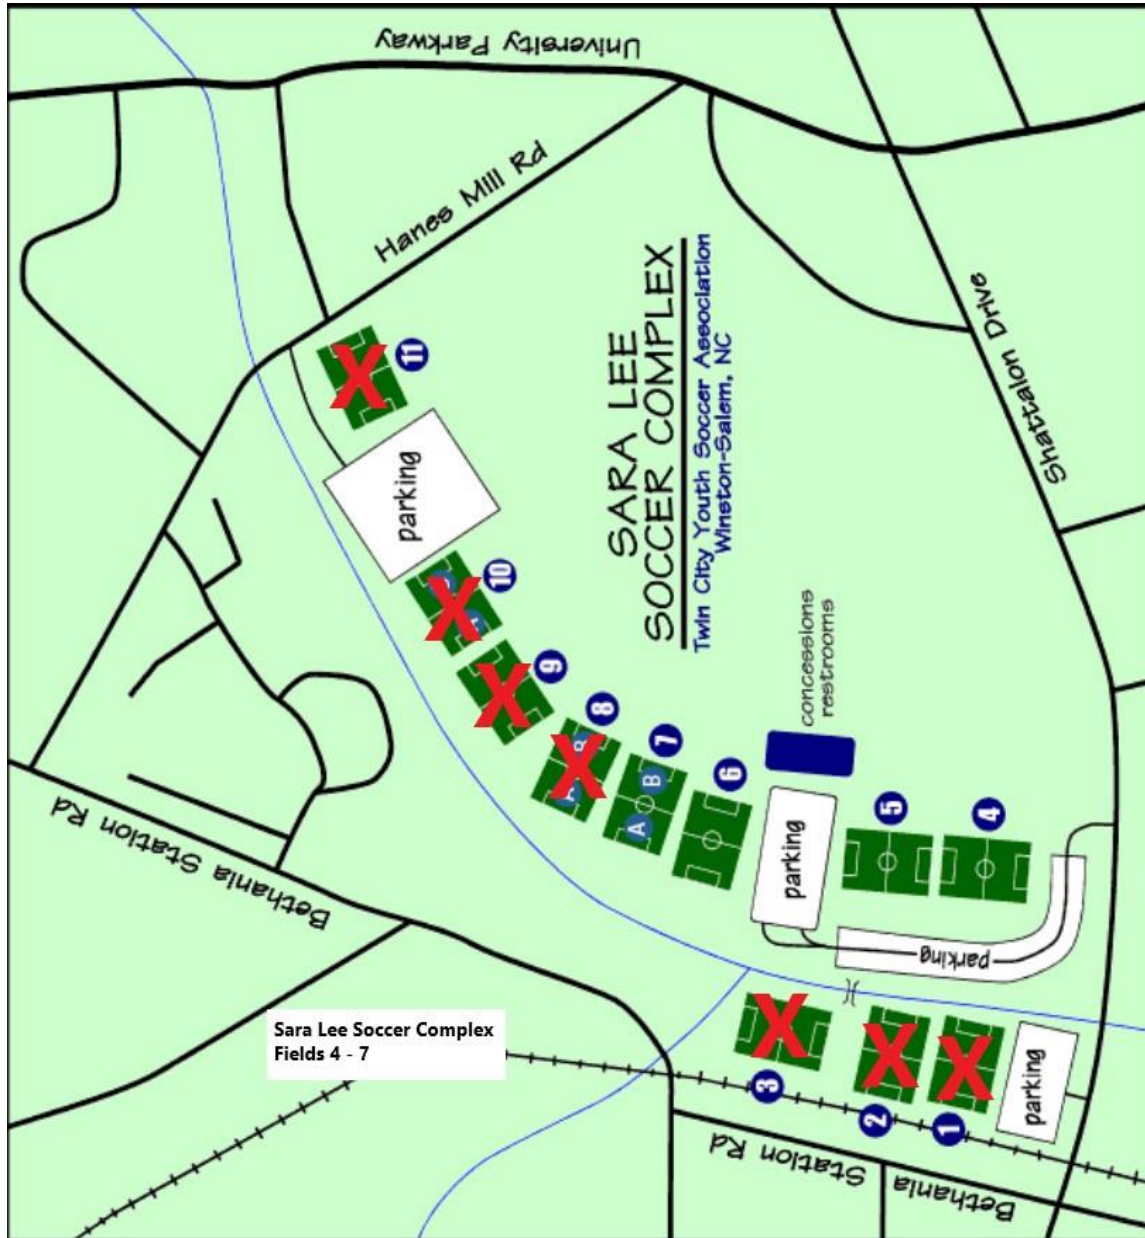 University Parkway
Hanes Mill Rd
SARA LEE
SOCCER COMPLEX
Twin City Youth Soccer Association
Winston-Salem, NC
Shattalon Drive
11
parking
10
9
8
7
B
A
6
concessions
restrooms
parking
5
4
parking
Bethania Station Rd
Sara Lee Soccer Complex
Fields 4 - 7
X
X
X
X
X
X
X
3
2
1
parking
Bethania Station Rd